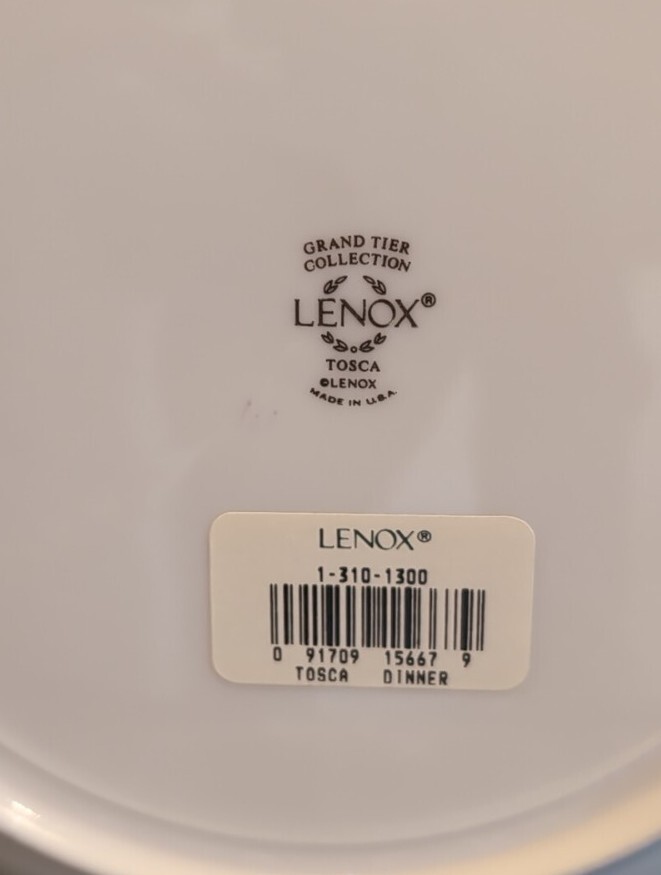 GRAND TIER
COLLECTION
LENOX®
TOSCA
©LENOX
MADE IN U.S.A.
LENOX®
1-310-1300
0 91709 15667 9
TOSCA DINNER